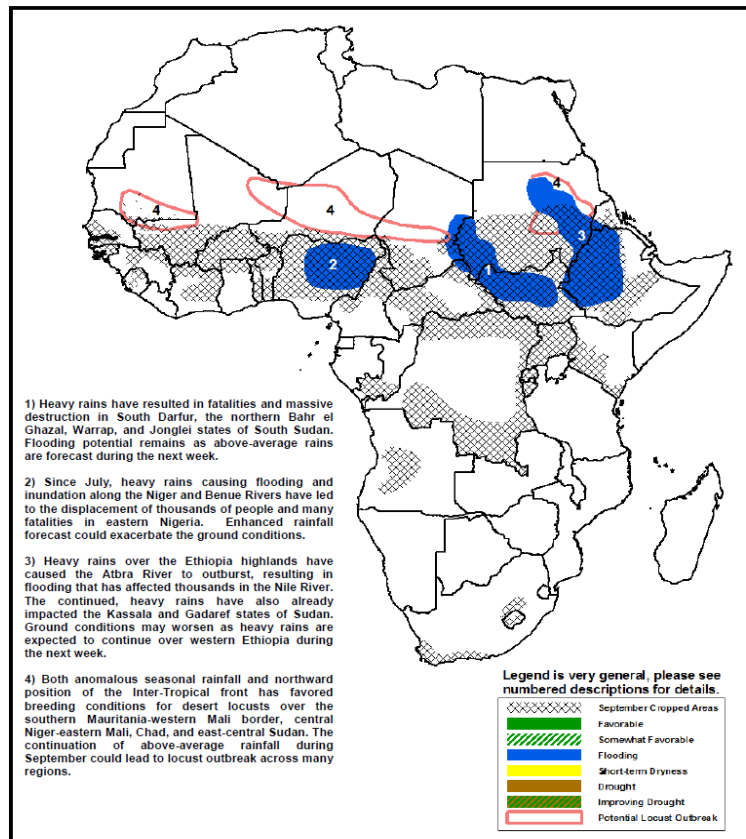 4
4
4
3
2
1
1) Heavy rains have resulted in fatalities and massive
destruction in South Darfur, the northern Bahr el
Ghazal, Warrap, and Jonglei states of South Sudan.
Flooding potential remains as above-average rains
are forecast during the next week.
2) Since July, heavy rains causing flooding and
inundation along the Niger and Benue Rivers have led
to the displacement of thousands of people and many
fatalities in eastern Nigeria. Enhanced rainfall
forecast could exacerbate the ground conditions.
3) Heavy rains over the Ethiopia highlands have
caused the Atbra River to outburst, resulting in
flooding that has affected thousands in the Nile River.
The continued, heavy rains have also already
impacted the Kassala and Gadaref states of Sudan.
Ground conditions may worsen as heavy rains are
expected to continue over western Ethiopia during
the next week.
4) Both anomalous seasonal rainfall and northward
position of the Inter-Tropical front has favored
breeding conditions for desert locusts over the
southern Mauritania-western Mali border, central
Niger-eastern Mali, Chad, and east-central Sudan. The
continuation of above-average rainfall during
September could lead to locust outbreak across many
regions.
Legend is very general, please see
numbered descriptions for details.
September Cropped Areas
Favorable
Somewhat Favorable
Flooding
Short-term Dryness
Drought
Improving Drought
Potential Locust Outbreak